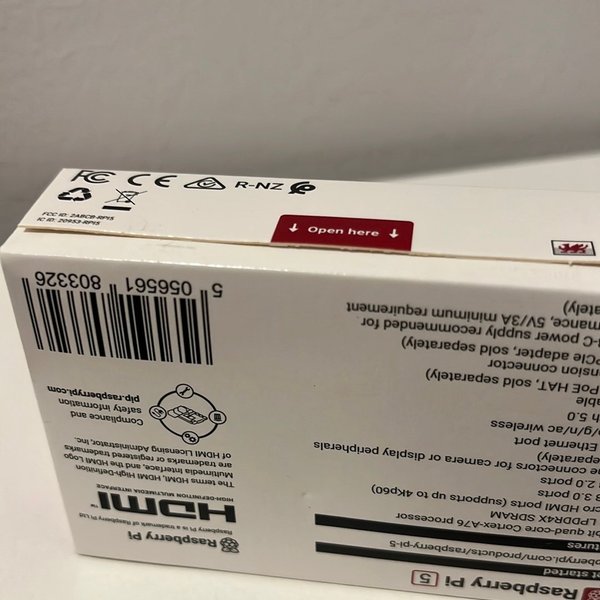 FC CE R-NZ
FCC ID: 2ABCB-RPI5
IC ID: 20953-RPI5
Open here
Raspberry Pi 5
et started
berrypi.com/products/raspberry-pi-5
tures
bit quad-core Cortex-A76 processor
LPDDR4X SDRAM
icro HDMI ports (supports up to 4Kp60)
3.0 ports
2.0 ports
e connectors for camera or display peripherals
eparately)
Ethernet port
/g/n/ac wireless
h 5.0
able
PoE HAT, sold separately)
nsion connector
PCIe adapter, sold separately)
B-C power supply recommended for
mance, 5V/3A minimum requirement
ately)
Raspberry Pi
Raspberry Pi is a trademark of Raspberry Pi Ltd
HDMI™
HIGH-DEFINITION MULTIMEDIA INTERFACE
The terms HDMI, HDMI High-Definition
Multimedia Interface, and the HDMI Logo
are trademarks or registered trademarks
of HDMI Licensing Administrator, Inc.
Compliance and
safety information
pip.raspberrypi.com
5 056561 803326